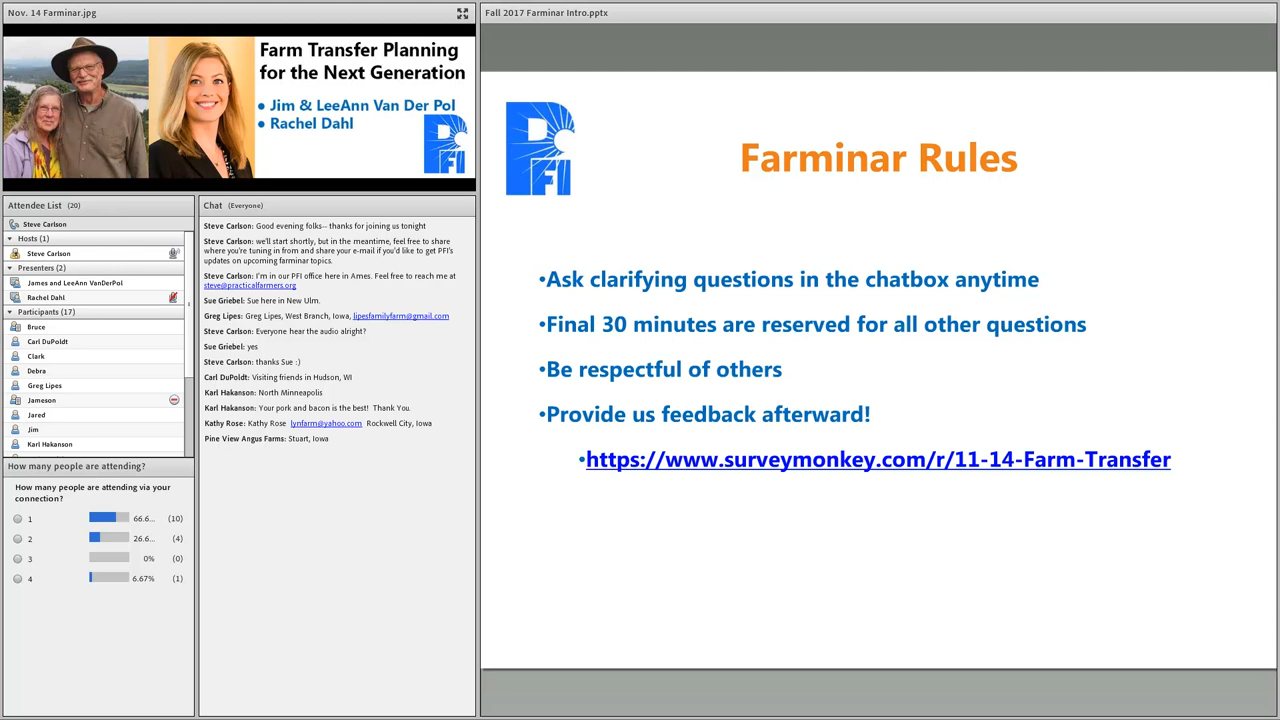 Nov. 14 Farminar.jpg
Farm Transfer Planning
for the Next Generation
● Jim & LeeAnn Van Der Pol
● Rachel Dahl
PFI
Attendee List (20)
Steve Carlson
Hosts (1)
Steve Carlson
Presenters (2)
James and LeeAnn VanDerPol
Rachel Dahl
Participants (17)
Bruce
Carl DuPoldt
Clark
Debra
Greg Lipes
Jameson
Jared
Jim
Karl Hakanson
How many people are attending?
How many people are attending via your
connection?
1 66.6... (10)
2 26.6... (4)
3 0% (0)
4 6.67% (1)
Chat (Everyone)
Steve Carlson: Good evening folks-- thanks for joining us tonight
Steve Carlson: we'll start shortly, but in the meantime, feel free to share
where you're tuning in from and share your e-mail if you'd like to get PFI's
updates on upcoming farminar topics.
Steve Carlson: I'm in our PFI office here in Ames. Feel free to reach me at
steve@practicalfarmers.org
Sue Griebel: Sue here in New Ulm.
Greg Lipes: Greg Lipes, West Branch, Iowa, lipesfamilyfarm@gmail.com
Steve Carlson: Everyone hear the audio alright?
Sue Griebel: yes
Steve Carlson: thanks Sue :)
Carl DuPoldt: Visiting friends in Hudson, WI
Karl Hakanson: North Minneapolis
Karl Hakanson: Your pork and bacon is the best! Thank You.
Kathy Rose: Kathy Rose lynfarm@yahoo.com Rockwell City, Iowa
Pine View Angus Farms: Stuart, Iowa
Fall 2017 Farminar Intro.pptx
PFI
Farminar Rules
•Ask clarifying questions in the chatbox anytime
•Final 30 minutes are reserved for all other questions
•Be respectful of others
•Provide us feedback afterward!
•https://www.surveymonkey.com/r/11-14-Farm-Transfer